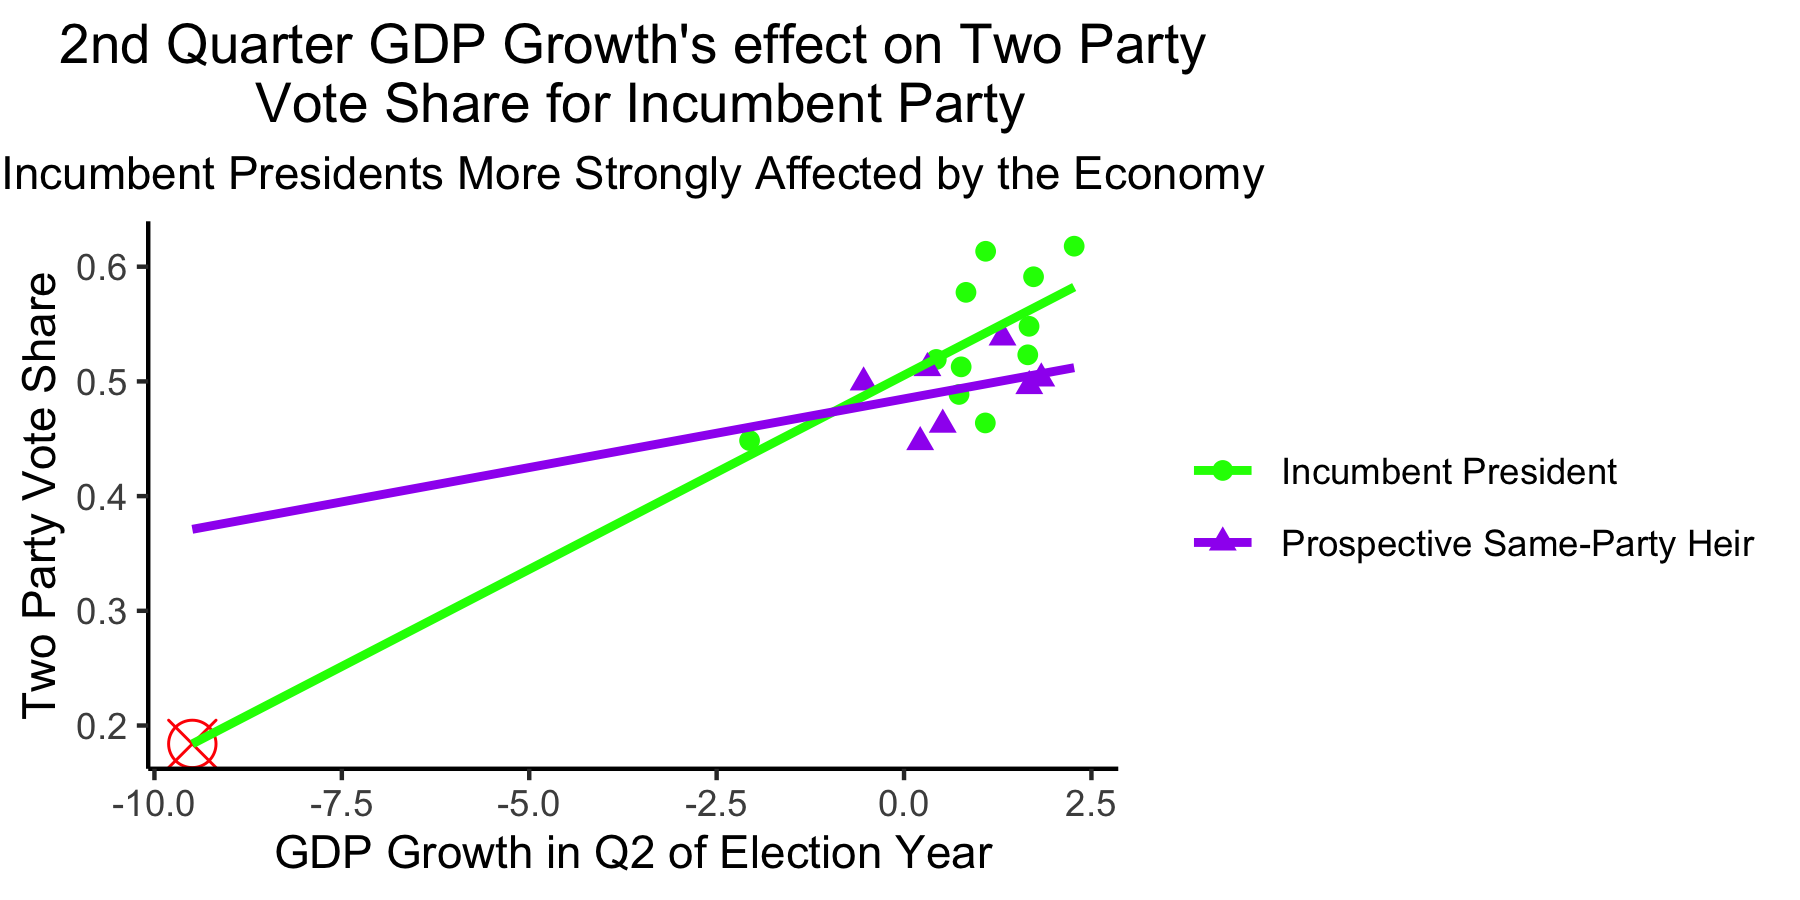 2nd Quarter GDP Growth's effect on Two Party
Vote Share for Incumbent Party
Incumbent Presidents More Strongly Affected by the Economy
Two Party Vote Share
0.6
0.5
0.4
0.3
0.2
-10.0
-7.5
-5.0
-2.5
0.0
2.5
GDP Growth in Q2 of Election Year
Incumbent President
Prospective Same-Party Heir